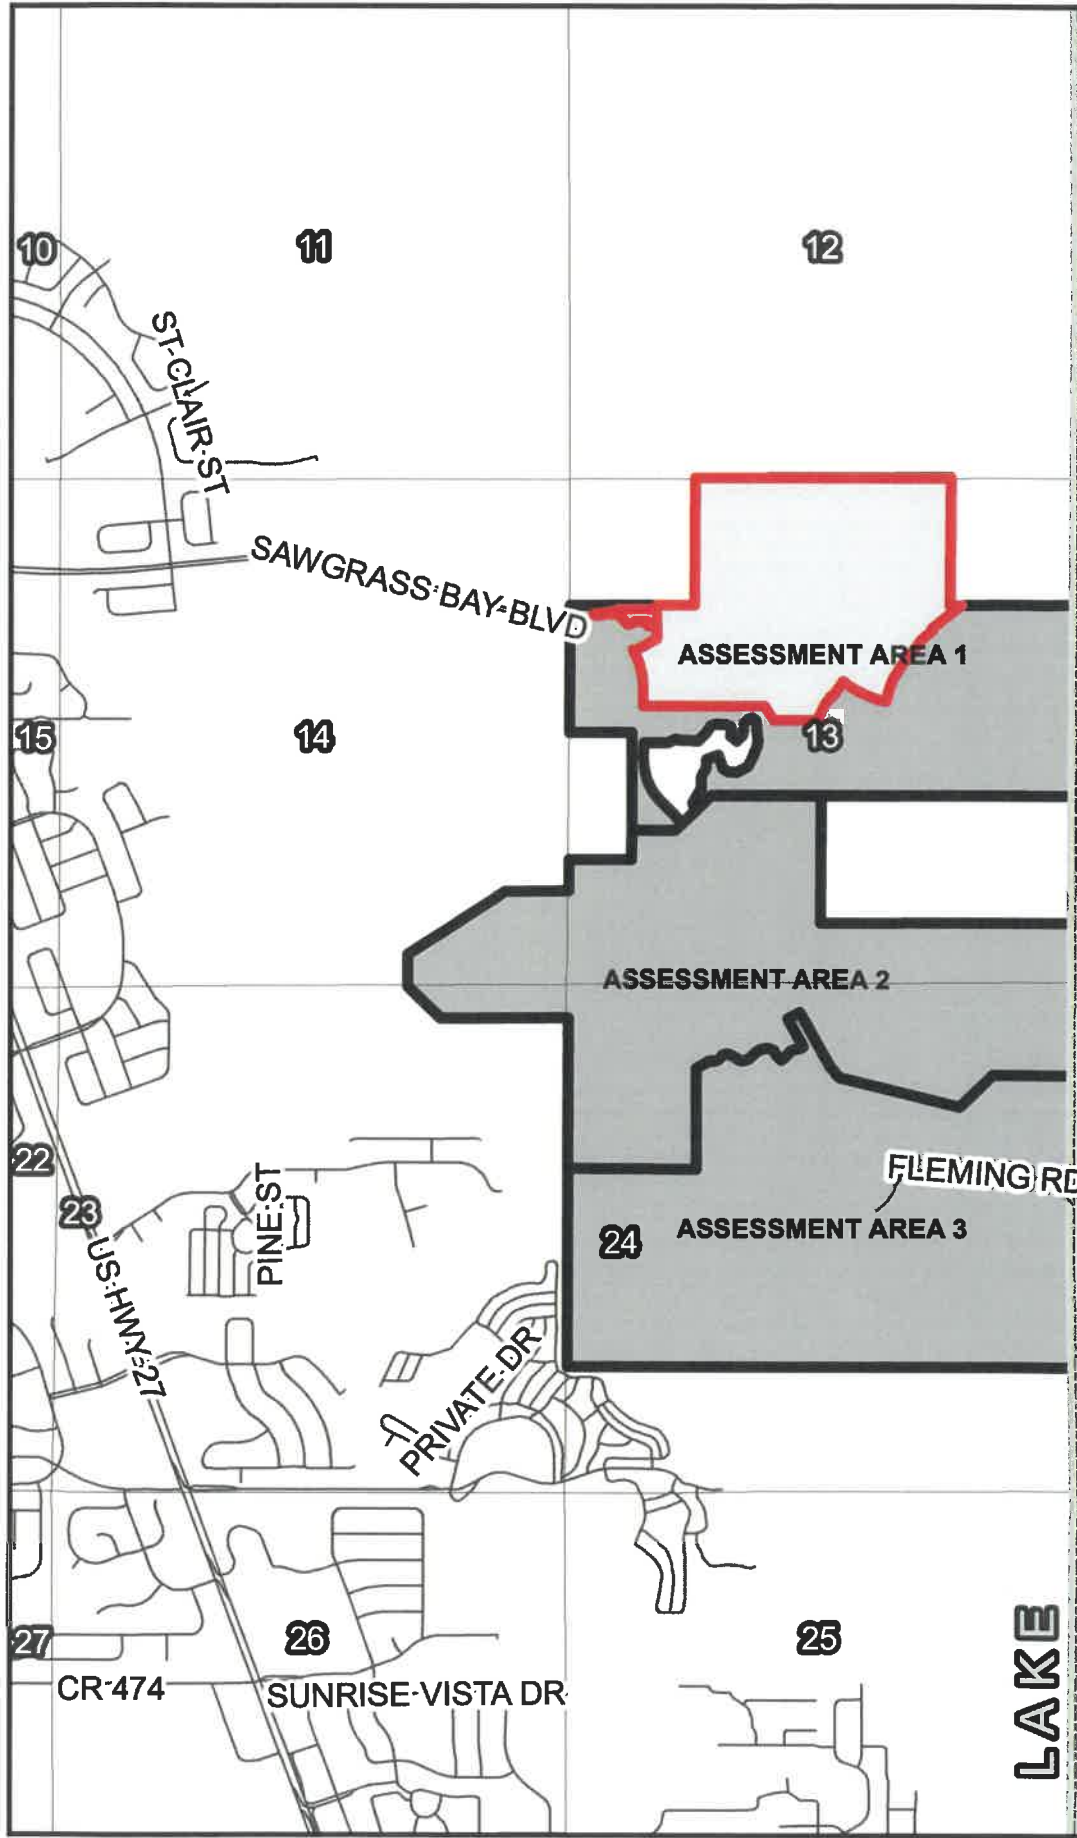 10
11
12
ST-CLAIR-ST
SAWGRASS-BAY-BLVD
ASSESSMENT AREA 1
15
14
13
ASSESSMENT AREA 2
22
23
PINE-ST
FLEMING RD
24
ASSESSMENT AREA 3
US-HWY-27
PRIVATE-DR
27
26
25
CR-474
SUNRISE-VISTA DR
LAKE